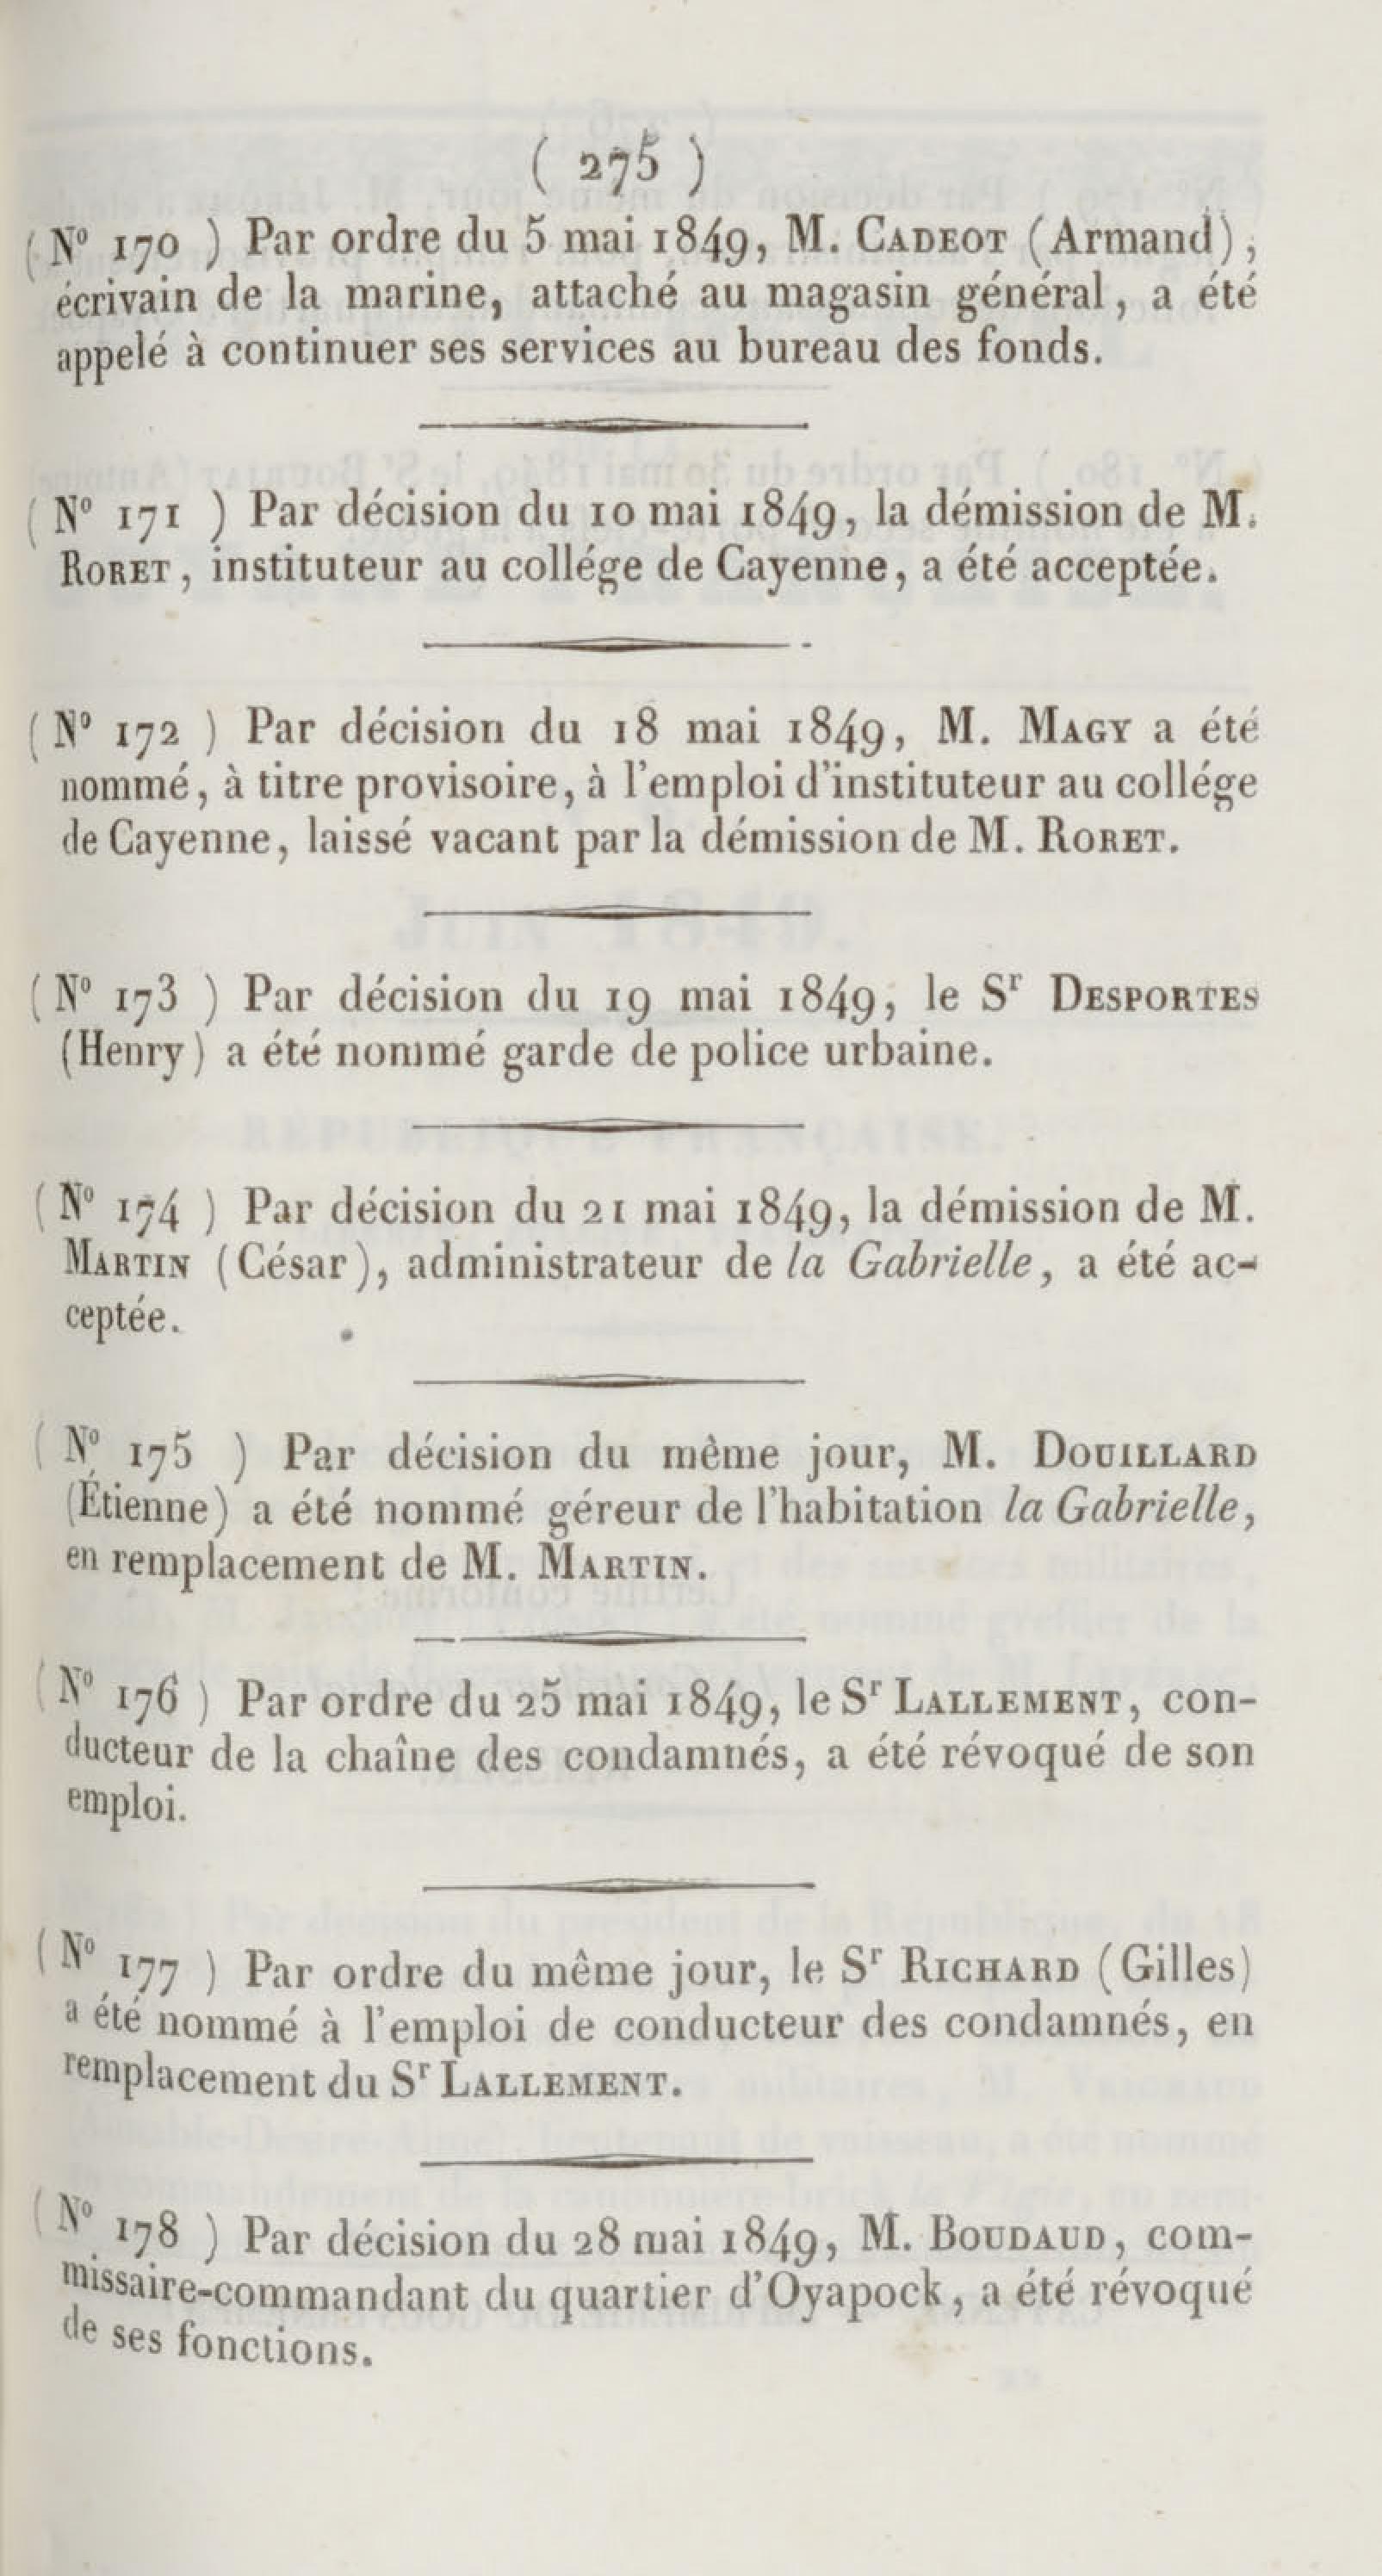 ( 275 )
( N° 170 ) Par ordre du 5 mai 1849, M. CADEOT (Armand),
écrivain de la marine, attaché au magasin général, a été
appelé à continuer ses services au bureau des fonds.
( N° 171 ) Par décision du 10 mai 1849, la démission de M.
RORET, instituteur au collége de Cayenne, a été acceptée.
( N° 172 ) Par décision du 18 mai 1849, M. MAGY a été
nommé, à titre provisoire, à l'emploi d'instituteur au collége
de Cayenne, laissé vacant par la démission de M. RORET.
( N° 173 ) Par décision du 19 mai 1849, le Sr DESPORTES
(Henry) a été nommé garde de police urbaine.
( N° 174 ) Par décision du 21 mai 1849, la démission de M.
MARTIN (César), administrateur de la Gabrielle, a été ac-
ceptée.
( N° 175 ) Par décision du même jour, M. DOUILLARD
(Étienne) a été nommé géreur de l'habitation la Gabrielle,
en remplacement de M. MARTIN.
( N° 176 ) Par ordre du 25 mai 1849, le Sr LALLEMENT, con-
ducteur de la chaîne des condamnés, a été révoqué de son
emploi.
( N° 177 ) Par ordre du même jour, le Sr RICHARD (Gilles)
a été nommé à l'emploi de conducteur des condamnés, en
remplacement du Sr LALLEMENT.
( N° 178 ) Par décision du 28 mai 1849, M. BOUDAUD, com-
missaire-commandant du quartier d'Oyapock, a été révoqué
de ses fonctions.